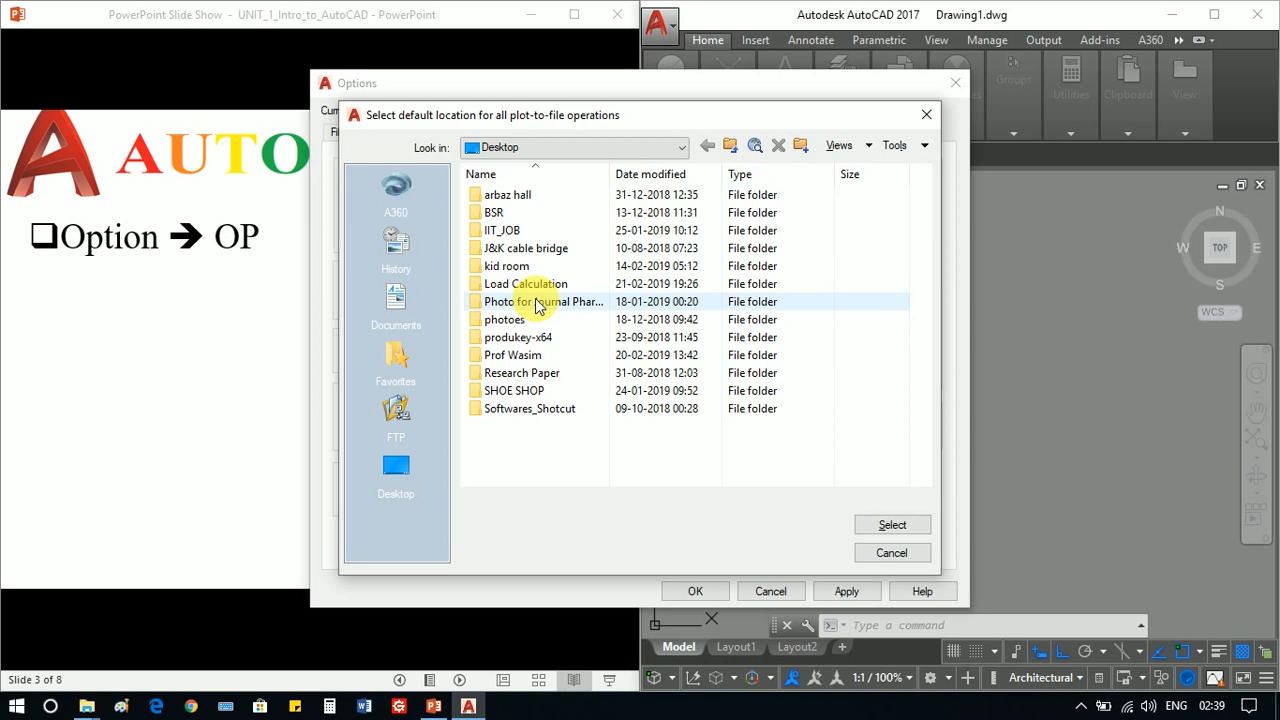 PowerPoint Slide Show - UNIT_1_Intro_to_AutoCAD - PowerPoint
Autodesk AutoCAD 2017 Drawing1.dwg
Home Insert Annotate Parametric View Manage Output Add-ins A360
Groups Utilities Clipboard View
AUTO
Option ➔ OP
Options
Select default location for all plot-to-file operations
Look in: Desktop Views Tools
Name Date modified Type Size
arbaz hall 31-12-2018 12:35 File folder
BSR 13-12-2018 11:31 File folder
IIT_JOB 25-01-2019 10:12 File folder
J&K cable bridge 10-08-2018 07:23 File folder
kid room 14-02-2019 05:12 File folder
Load Calculation 21-02-2019 19:26 File folder
Photo for Journal Phar... 18-01-2019 00:20 File folder
photoes 18-12-2018 09:42 File folder
produkey-x64 23-09-2018 11:45 File folder
Prof Wasim 20-02-2019 13:42 File folder
Research Paper 31-08-2018 12:03 File folder
SHOE SHOP 24-01-2019 09:52 File folder
Softwares_Shotcut 09-10-2018 00:28 File folder
A360
History
Documents
Favorites
FTP
Desktop
Select
Cancel
OK Cancel Apply Help
N
W TOP E
S
WCS
X
Type a command
Model Layout1 Layout2 +
1:1 / 100% Architectural
Slide 3 of 8
02:39